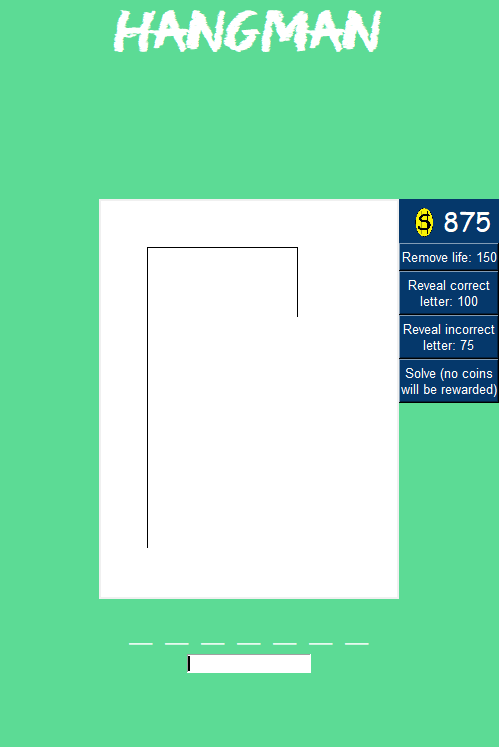 HANGMAN
$ 875
Remove life: 150
Reveal correct
letter: 100
Reveal incorrect
letter: 75
Solve (no coins
will be rewarded)